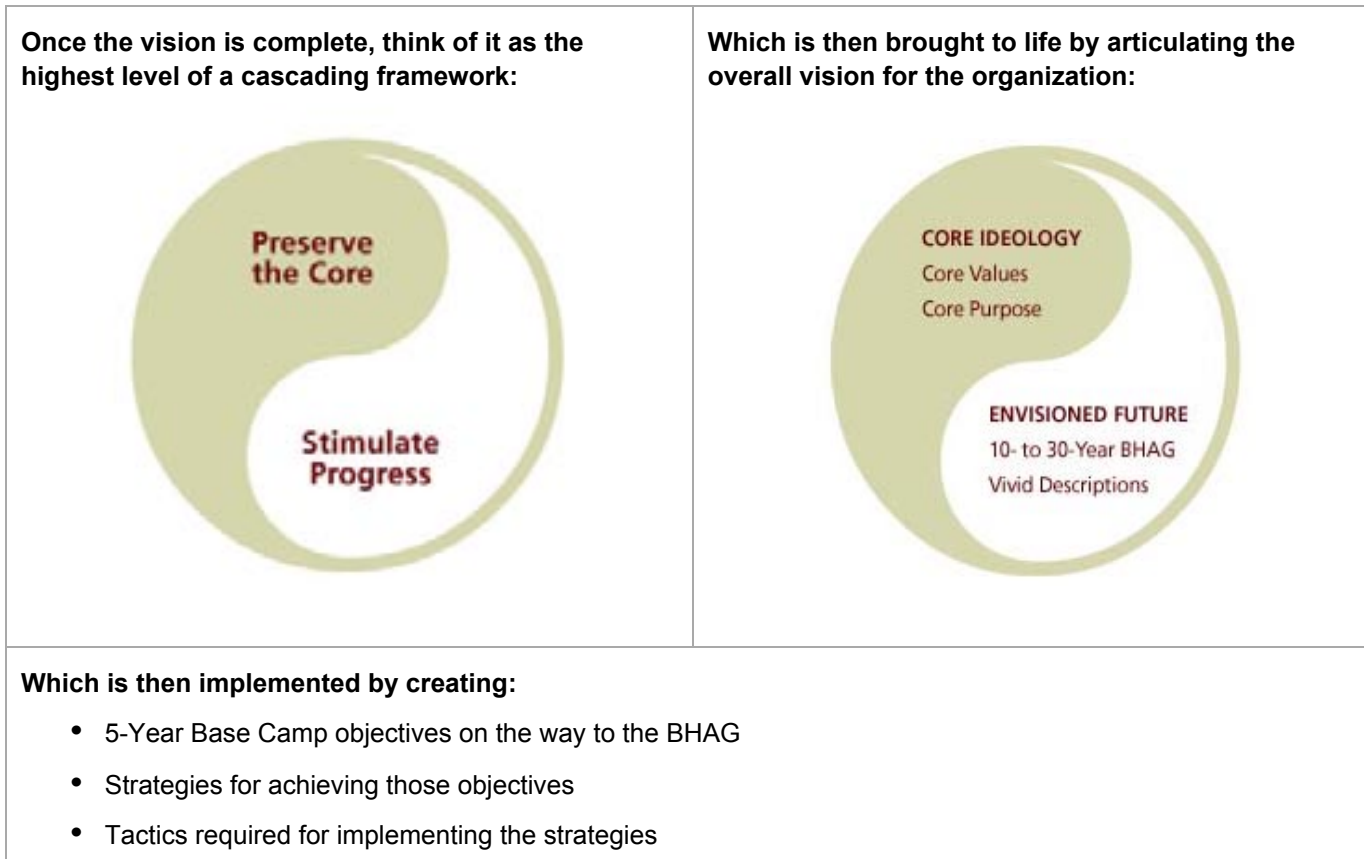 Once the vision is complete, think of it as the
highest level of a cascading framework:
Preserve
the Core
Stimulate
Progress
Which is then brought to life by articulating the
overall vision for the organization:
CORE IDEOLOGY
Core Values
Core Purpose
ENVISIONED FUTURE
10- to 30-Year BHAG
Vivid Descriptions
Which is then implemented by creating:
• 5-Year Base Camp objectives on the way to the BHAG
• Strategies for achieving those objectives
• Tactics required for implementing the strategies